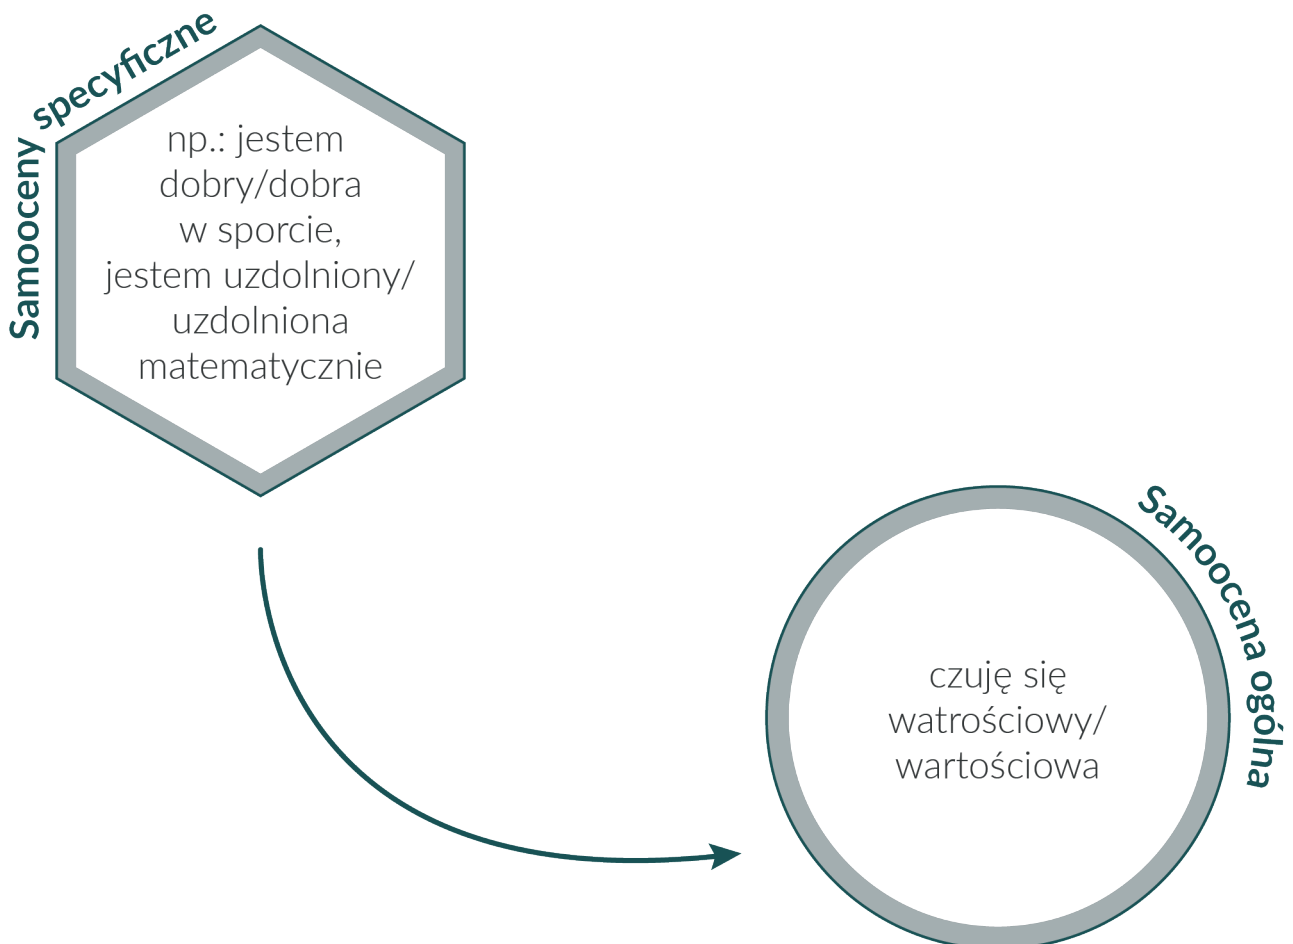 Samooceny specyficzne
np.: jestem
dobry/dobra
w sporcie,
jestem uzdolniony/
uzdolniona
matematycznie
Samoocena ogólna
czuję się
watrościowy/
wartościowa